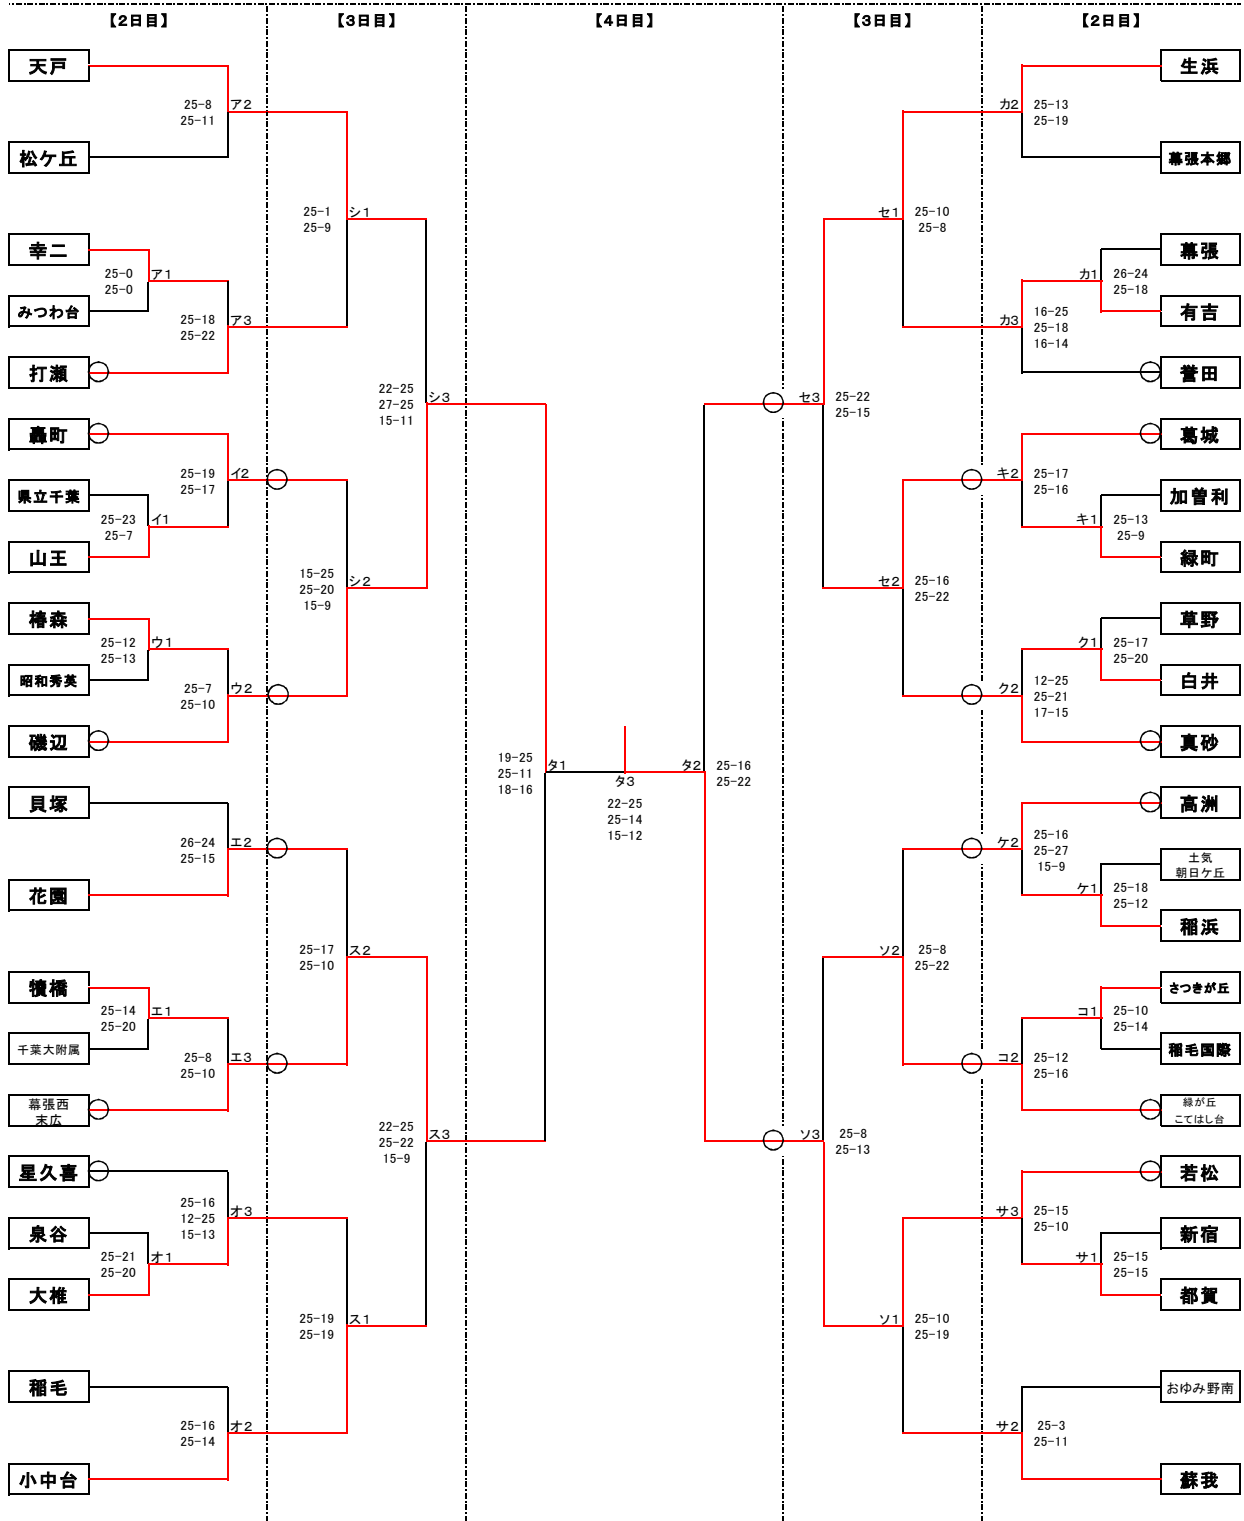 【2日目】
【3日目】
【4日目】
【3日目】
【2日目】
天戸
25-8
25-11
ア2
松ケ丘
25-1
25-9
シ1
幸二
25-0
25-0
ア1
みつわ台
25-18
25-22
ア3
打瀬
22-25
27-25
15-11
シ3
轟町
25-19
25-17
イ2
県立千葉
25-23
25-7
イ1
山王
15-25
25-20
15-9
シ2
椿森
25-12
25-13
ウ1
昭和秀英
25-7
25-10
ウ2
磯辺
19-25
25-11
18-16
タ1
貝塚
26-24
25-15
エ2
花園
25-17
25-10
ス2
犢橋
25-14
25-20
エ1
千葉大附属
25-8
25-10
エ3
幕張西
末広
22-25
25-22
15-9
ス3
星久喜
25-16
12-25
15-13
オ3
泉谷
25-21
25-20
オ1
大椎
25-19
25-19
ス1
稲毛
25-16
25-14
オ2
小中台
タ3
22-25
25-14
15-12
生浜
カ2
25-13
25-19
幕張本郷
セ1
25-10
25-8
幕張
カ1
26-24
25-18
有吉
カ3
16-25
25-18
16-14
誉田
セ3
25-22
25-15
葛城
キ2
25-17
25-16
加曽利
キ1
25-13
25-9
緑町
セ2
25-16
25-22
草野
ク1
25-17
25-20
白井
ク2
12-25
25-21
17-15
真砂
タ2
25-16
25-22
高洲
ケ2
25-16
25-27
15-9
土気
朝日ケ丘
ケ1
25-18
25-12
稲浜
ソ2
25-8
25-22
さつきが丘
コ1
25-10
25-14
稲毛国際
コ2
25-12
25-16
緑が丘
こてはし台
ソ3
25-8
25-13
若松
サ3
25-15
25-10
新宿
サ1
25-15
25-15
都賀
ソ1
25-10
25-19
おゆみ野南
サ2
25-3
25-11
蘇我